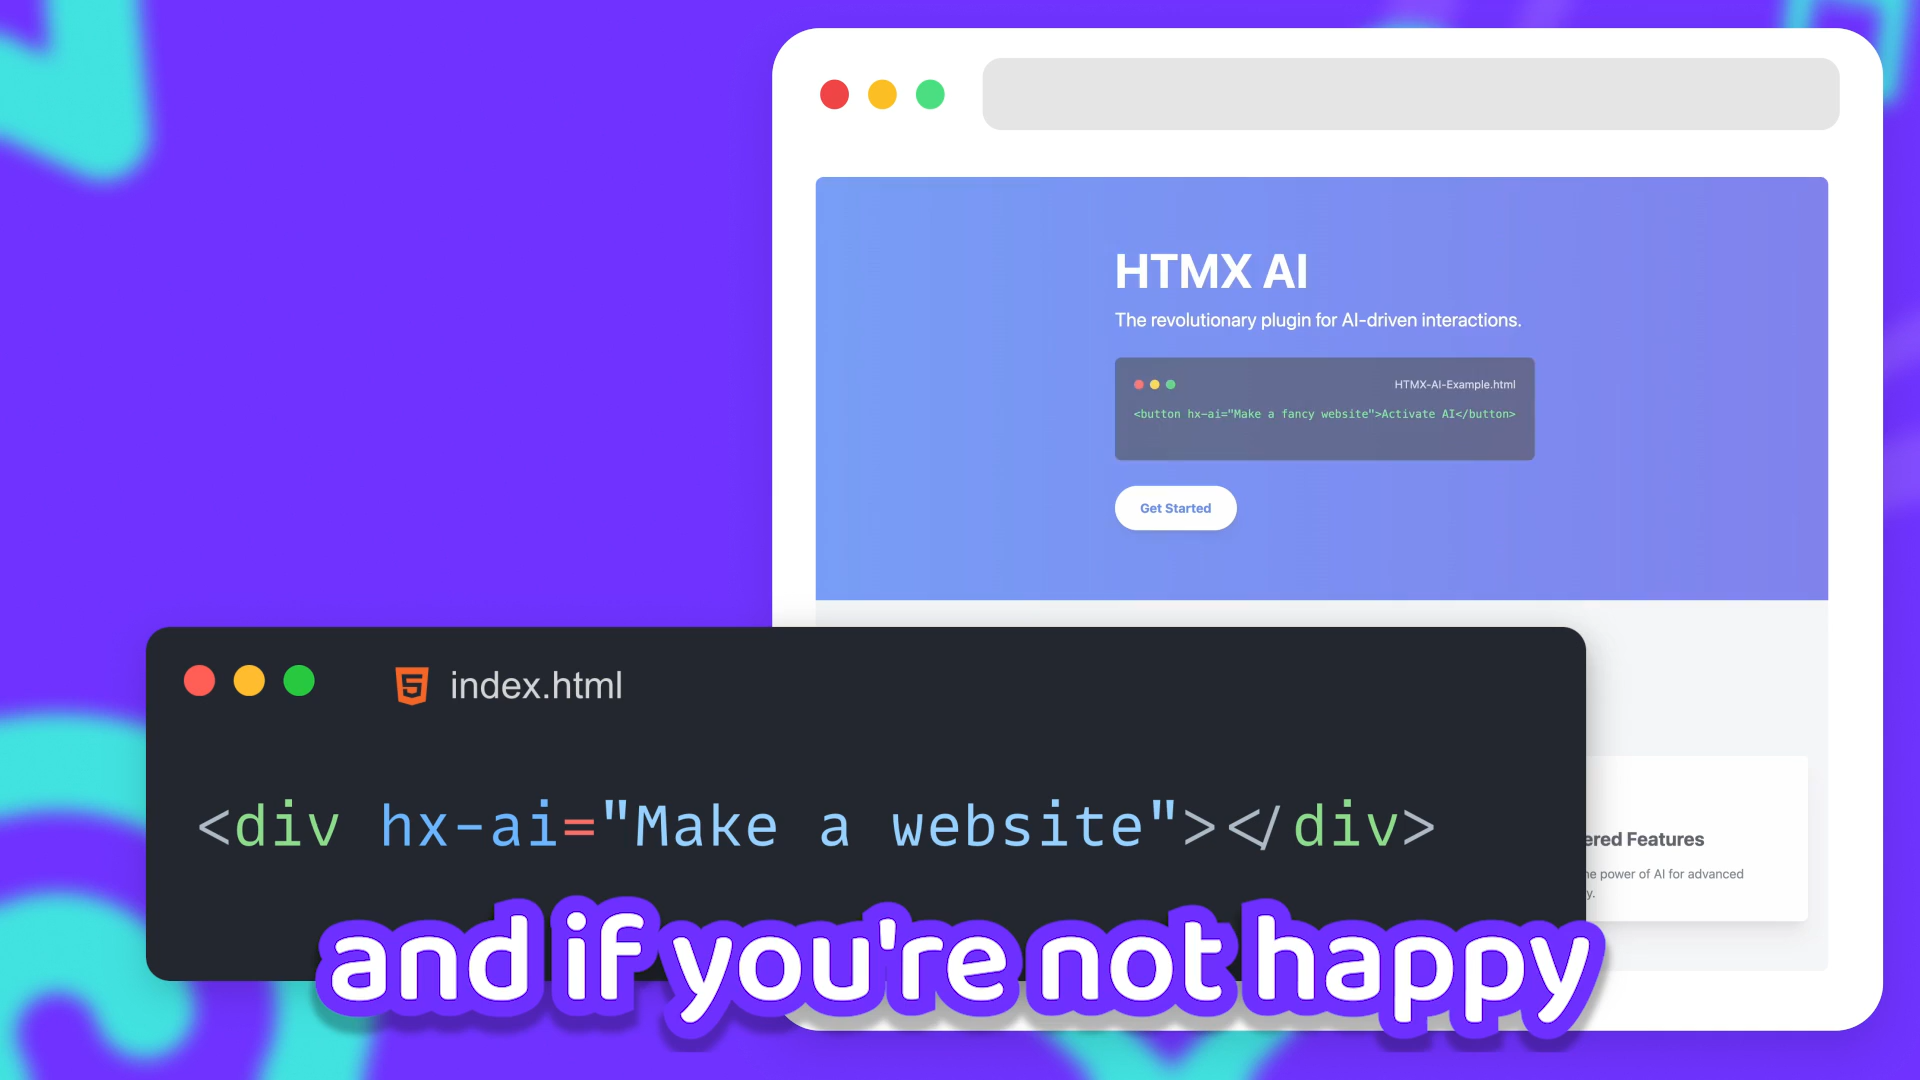 HTMX AI
The revolutionary plugin for AI-driven interactions.
HTMX-AI-Example.html
<button hx-ai="Make a fancy website">Activate AI</button>
Get Started
index.html
<div hx-ai="Make a website"></div>
ered Features
he power of AI for advanced
y.
and if you're not happy